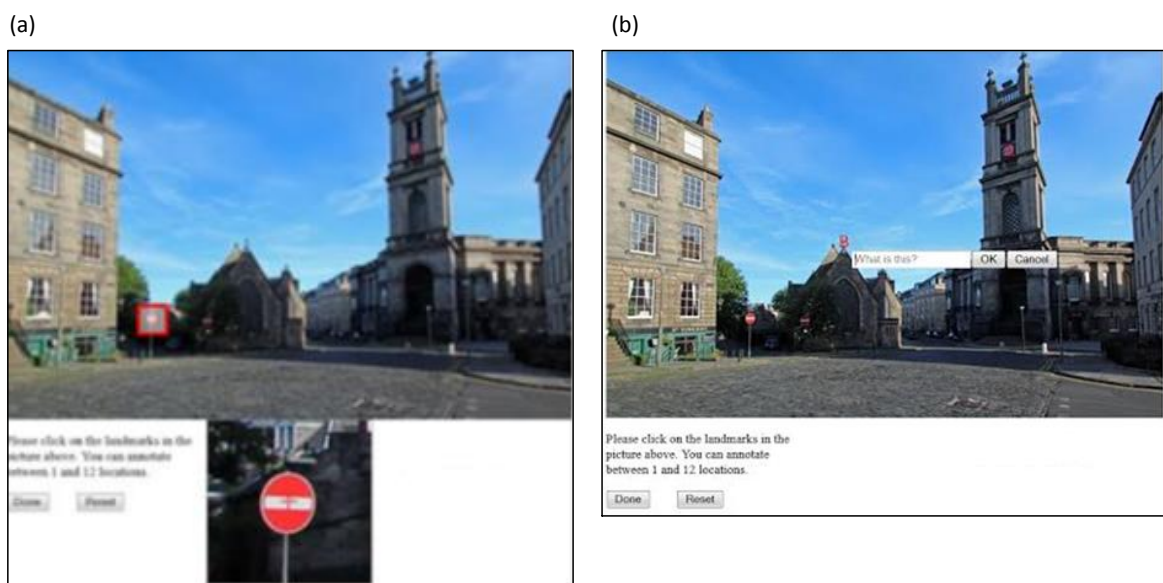 (a)
(b)
Please click on the landmarks in the
picture above. You can annotate
between 1 and 12 locations.
Done Reset
B
What is this? OK Cancel
Please click on the landmarks in the
picture above. You can annotate
between 1 and 12 locations.
Done Reset